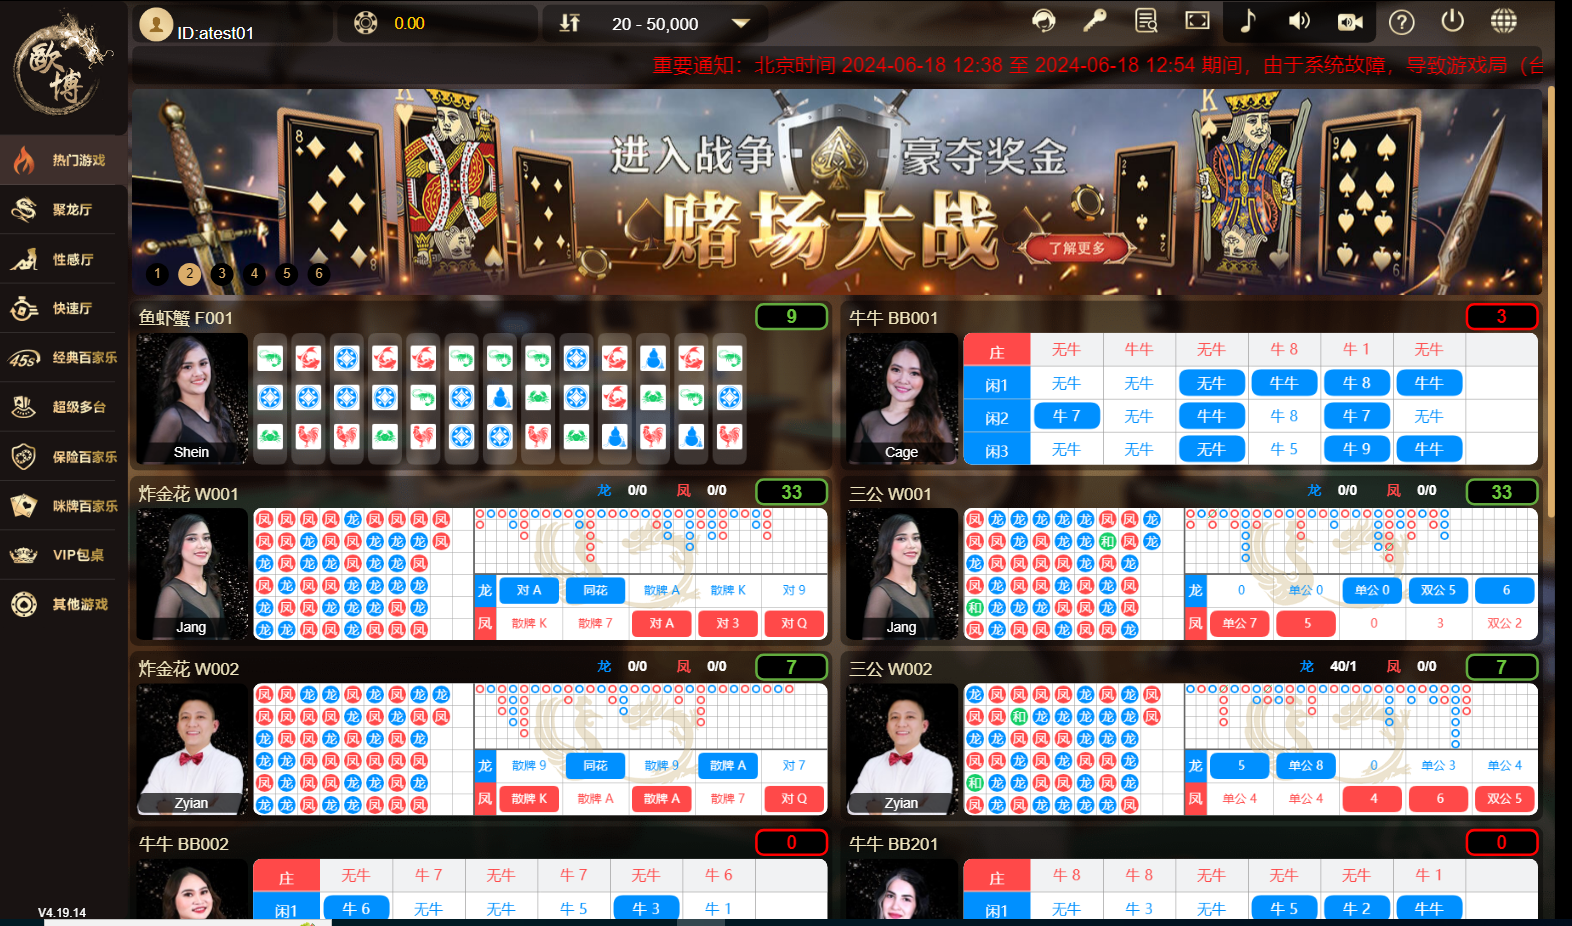 歐博
ID:atest01
0.00
20 - 50,000
重要通知：北京时间 2024-06-18 12:38 至 2024-06-18 12:54 期间，由于系统故障，导致游戏局（台
热门游戏
聚龙厅
性感厅
快速厅
45s 经典百家乐
超级多台
保险百家乐
咪牌百家乐
VIP包桌
其他游戏
V4.19.14
进入战争 豪夺奖金
赌场大战
了解更多
1 2 3 4 5 6
鱼虾蟹 F001 9
Shein
牛牛 BB001 3
Cage
庄 无牛 牛牛 无牛 牛 8 牛 1 无牛
闲1 无牛 无牛 无牛 牛牛 牛 8 牛牛
闲2 牛 7 无牛 牛牛 牛 8 牛 7 无牛
闲3 无牛 无牛 无牛 牛 5 牛 9 牛牛
炸金花 W001 龙 0/0 凤 0/0 33
Jang
龙 对 A 同花 散牌 A 散牌 K 对 9
凤 散牌 K 散牌 7 对 A 对 3 对 Q
三公 W001 龙 0/0 凤 0/0 33
Jang
龙 0 单公 0 单公 0 双公 5 6
凤 单公 7 5 0 3 双公 2
炸金花 W002 龙 0/0 凤 0/0 7
Zyian
龙 散牌 9 同花 散牌 9 散牌 A 对 7
凤 散牌 K 散牌 A 散牌 A 散牌 7 对 Q
三公 W002 龙 40/1 凤 0/0 7
Zyian
龙 5 单公 8 0 单公 3 单公 4
凤 单公 4 单公 4 4 6 双公 5
牛牛 BB002 0
庄 无牛 牛 7 无牛 牛 7 无牛 牛 6
闲1 牛 6 无牛 无牛 牛 5 牛 3 牛 1
牛牛 BB201 0
庄 牛 8 牛 8 无牛 无牛 无牛 牛 1
闲1 无牛 牛 3 无牛 牛 5 牛 2 牛牛